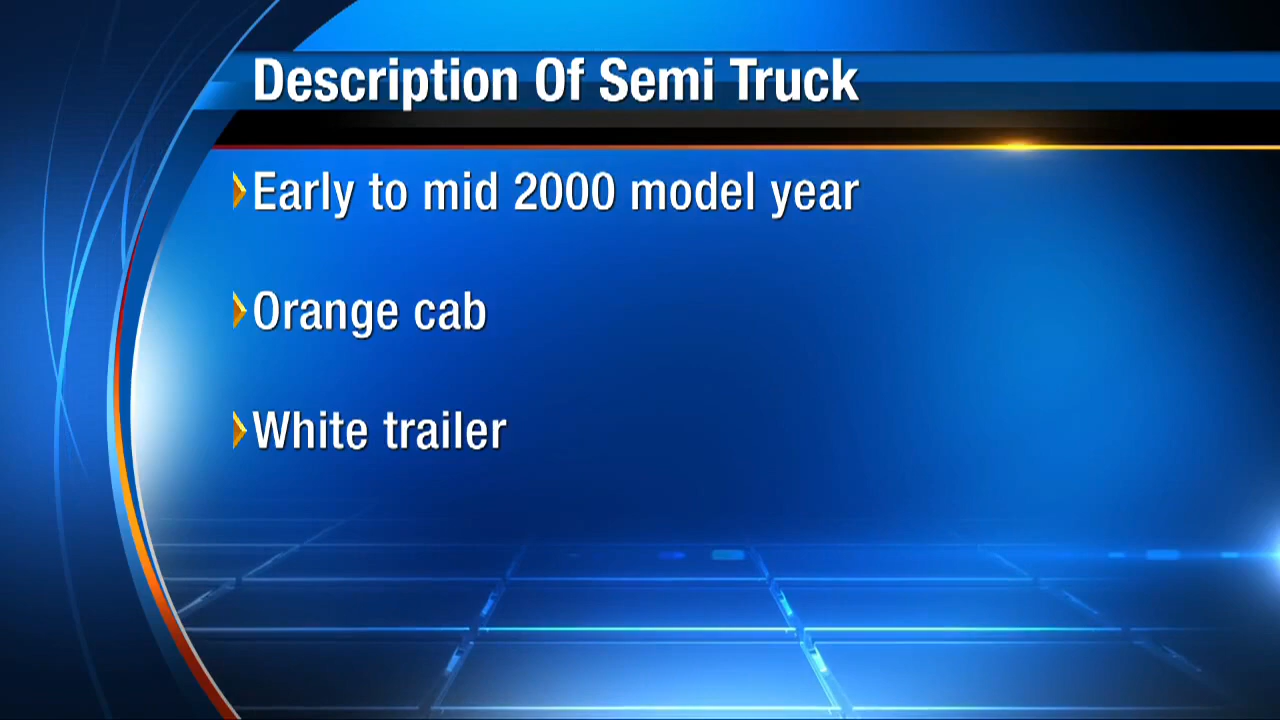 Description Of Semi Truck
Early to mid 2000 model year
Orange cab
White trailer